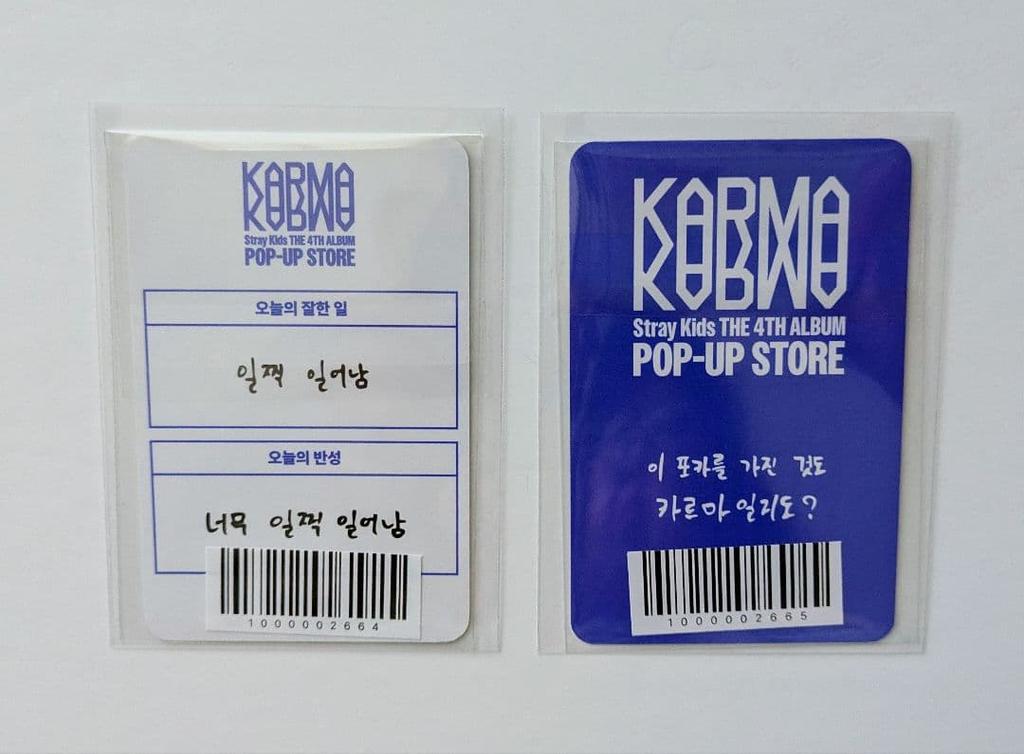 KARMA
Stray Kids THE 4TH ALBUM
POP-UP STORE
오늘의 잘한 일
일찍 일어남
오늘의 반성
너무 일찍 일어남
1000002664
KARMA
Stray Kids THE 4TH ALBUM
POP-UP STORE
이 포카를 가진 것도
카르마 일지도?
1000002665